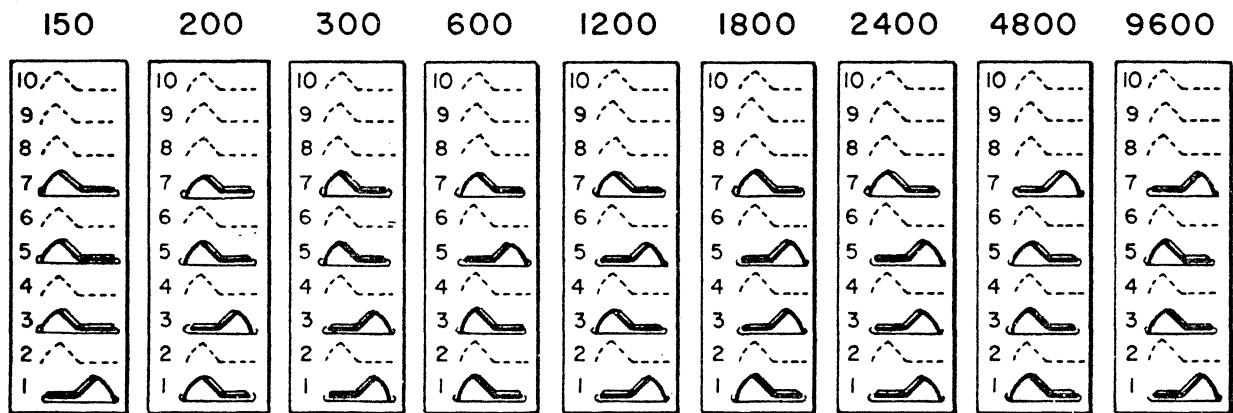 150 200 300 600 1200 1800 2400 4800 9600
10 10 10 10 10 10 10 10 10
9 9 9 9 9 9 9 9 9
8 8 8 8 8 8 8 8 8
7 7 7 7 7 7 7 7 7
6 6 6 6 6 6 6 6 6
5 5 5 5 5 5 5 5 5
4 4 4 4 4 4 4 4 4
3 3 3 3 3 3 3 3 3
2 2 2 2 2 2 2 2 2
1 1 1 1 1 1 1 1 1